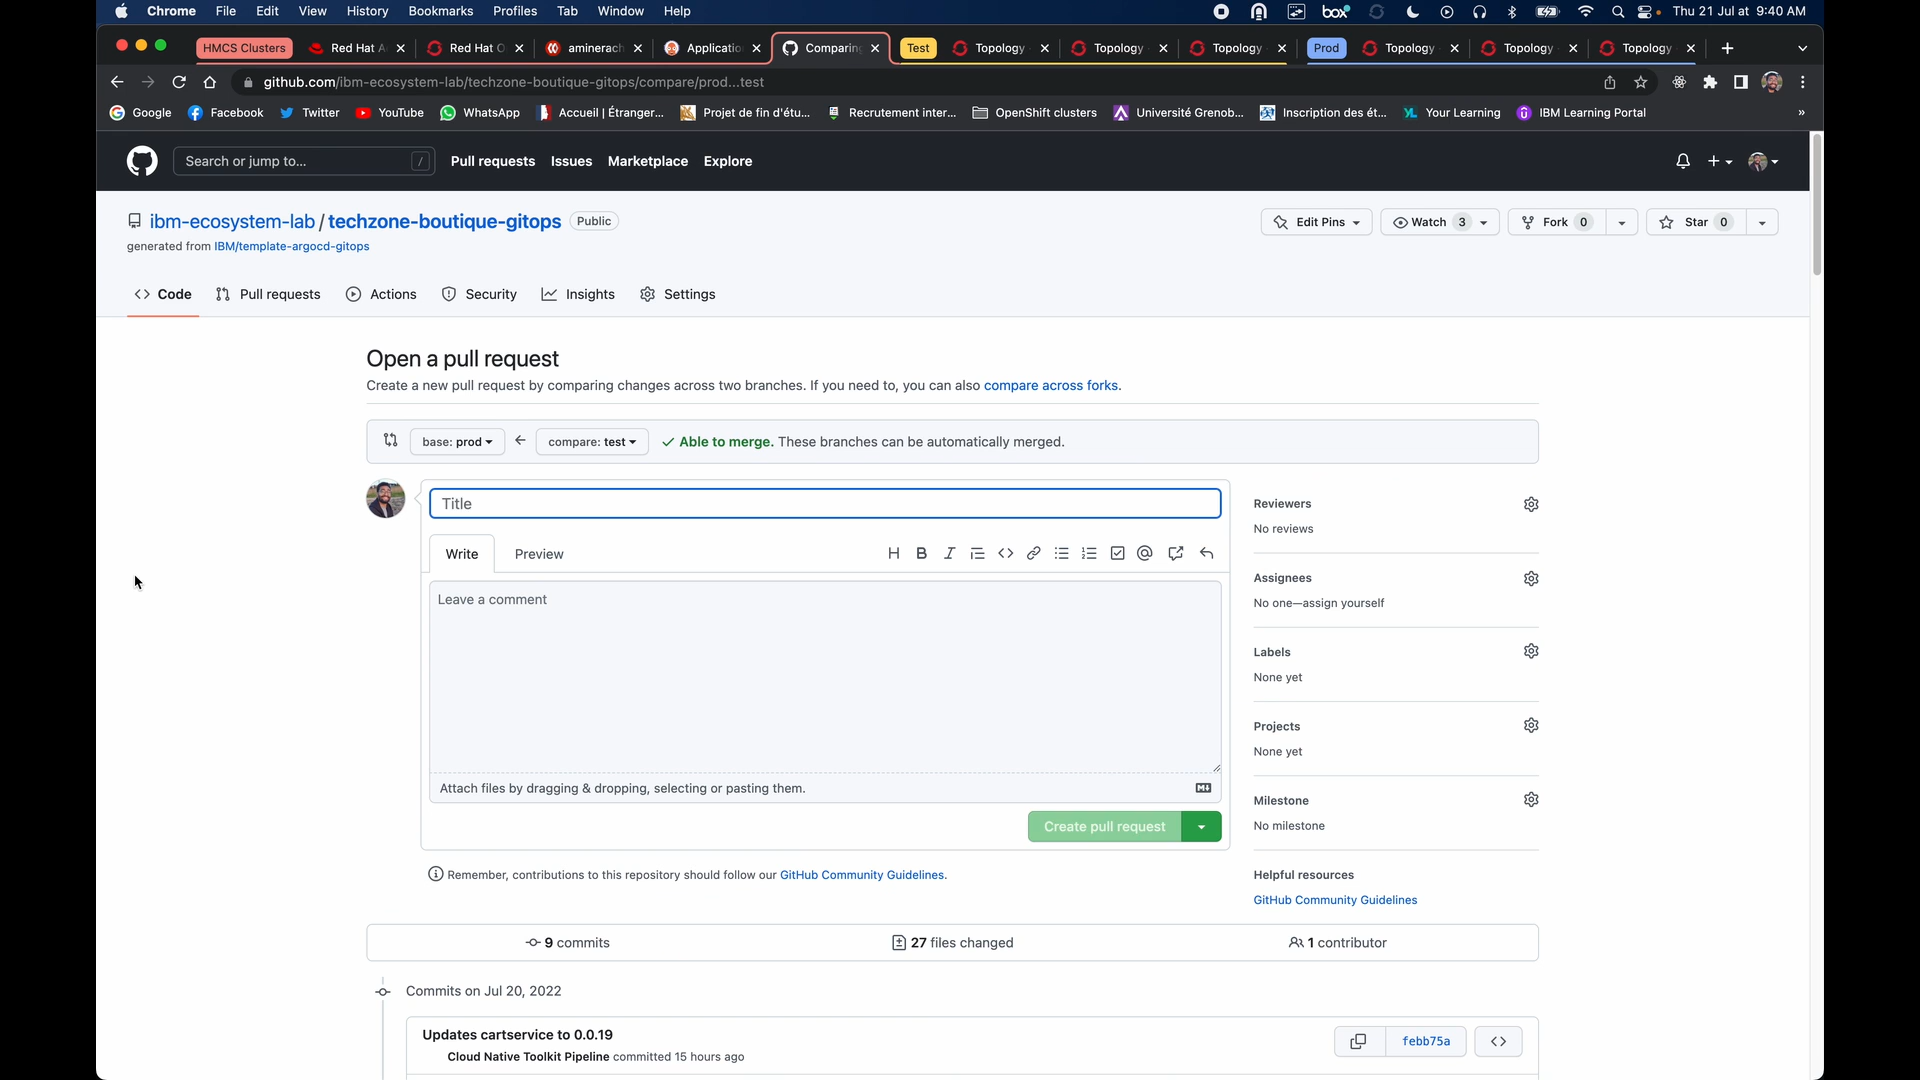 Chrome File Edit View History Bookmarks Profiles Tab Window Help box Thu 21 Jul at 9:40 AM
HMCS Clusters Red Hat Red Hat aminerach Applicatio Comparing Test Topology Topology Topology Prod Topology Topology Topology
github.com/ibm-ecosystem-lab/techzone-boutique-gitops/compare/prod...test
Google Facebook Twitter YouTube WhatsApp Accueil | Étranger... Projet de fin d'étu... Recrutement inter... OpenShift clusters Université Grenob... Inscription des ét... YL Your Learning IBM Learning Portal »
Search or jump to... / Pull requests Issues Marketplace Explore
ibm-ecosystem-lab / techzone-boutique-gitops Public Edit Pins Watch 3 Fork 0 Star 0
generated from IBM/template-argocd-gitops
Code Pull requests Actions Security Insights Settings
Open a pull request
Create a new pull request by comparing changes across two branches. If you need to, you can also compare across forks.
base: prod compare: test Able to merge. These branches can be automatically merged.
Title
Write Preview
Leave a comment
Attach files by dragging & dropping, selecting or pasting them.
Create pull request
Remember, contributions to this repository should follow our GitHub Community Guidelines.
Reviewers
No reviews
Assignees
No one—assign yourself
Labels
None yet
Projects
None yet
Milestone
No milestone
Helpful resources
GitHub Community Guidelines
9 commits 27 files changed 1 contributor
Commits on Jul 20, 2022
Updates cartservice to 0.0.19
Cloud Native Toolkit Pipeline committed 15 hours ago
febb75a